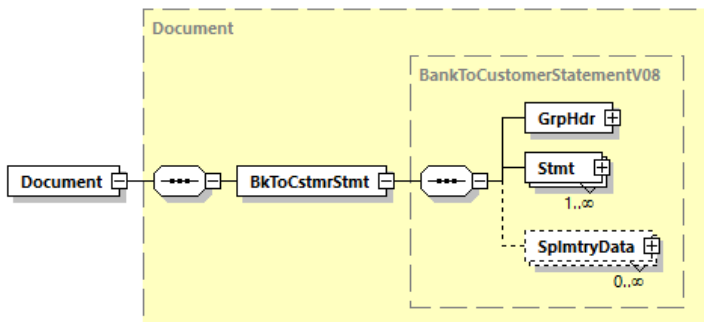 Document
BankToCustomerStatementV08
GrpHdr
Document
BkToCstmrStmt
Stmt
1..∞
SplmtryData
0..∞